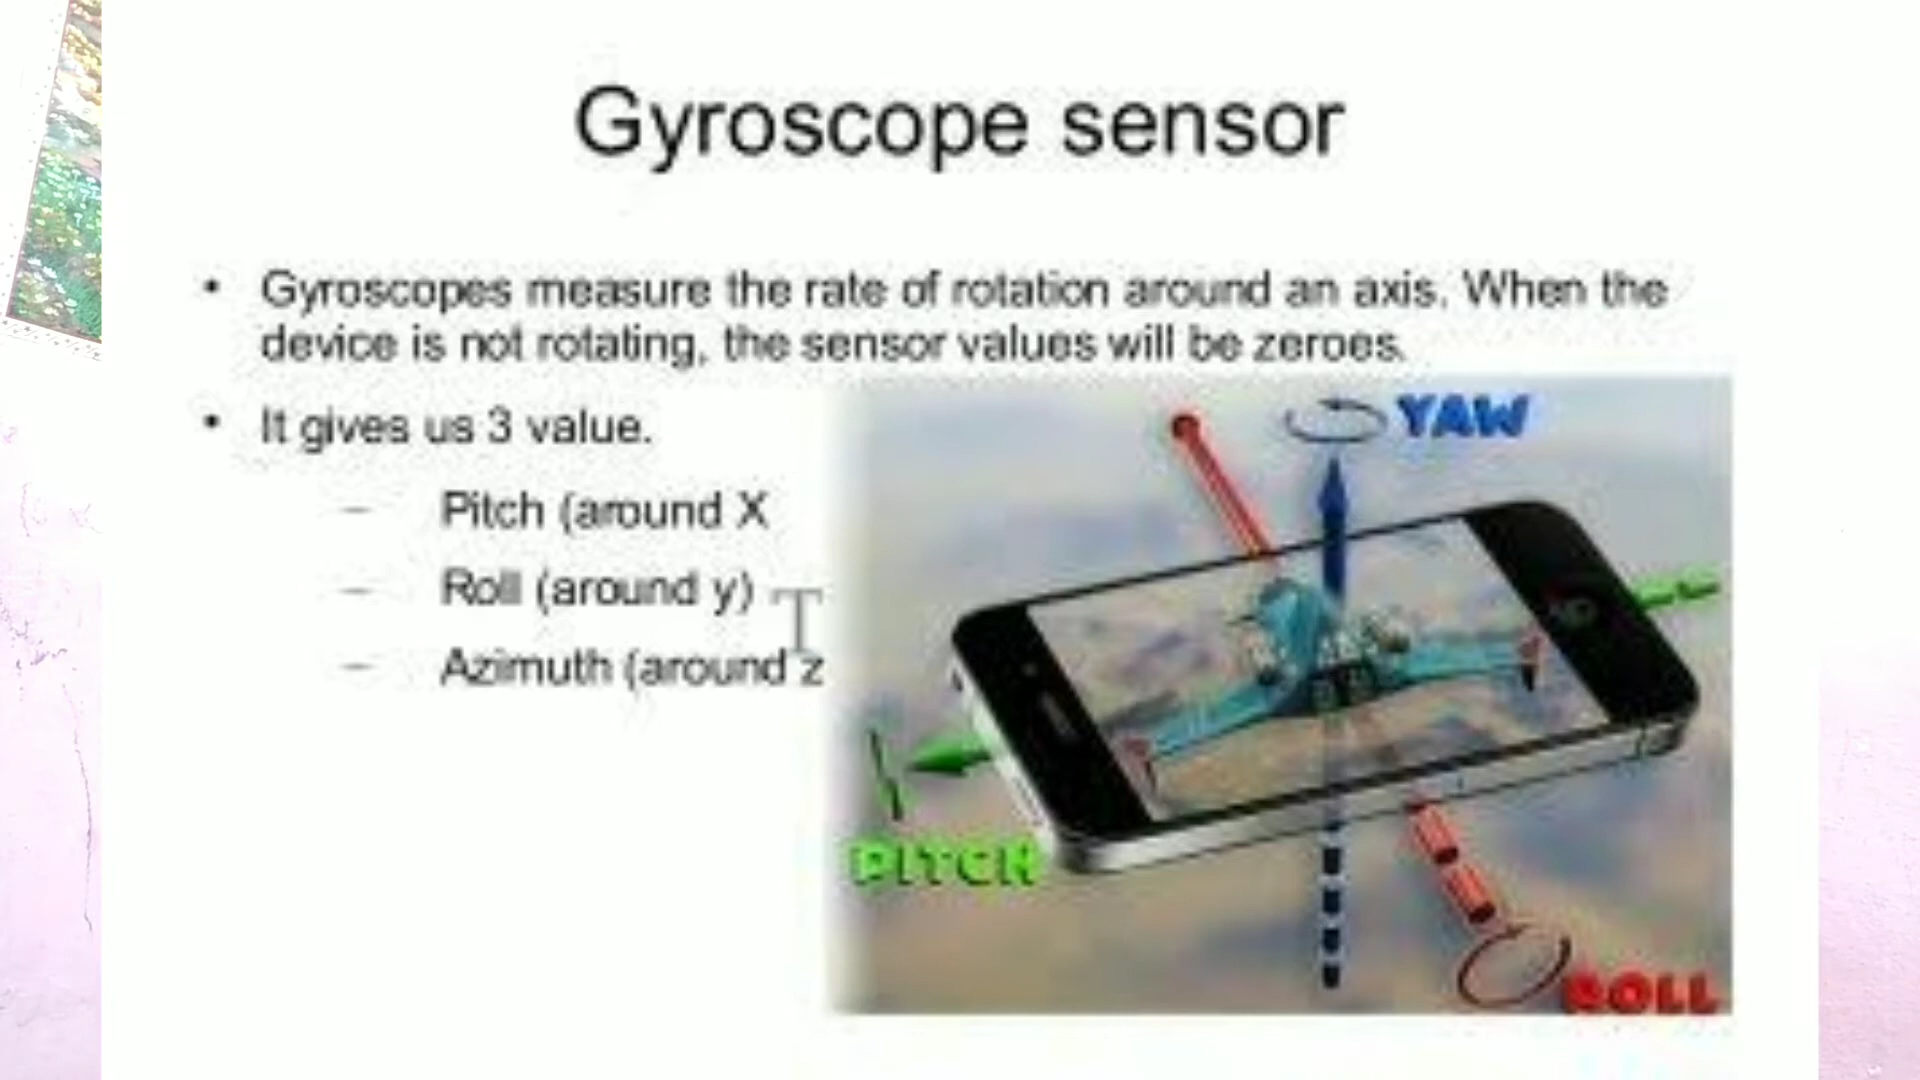 Gyroscope sensor
• Gyroscopes measure the rate of rotation around an axis. When the
device is not rotating, the sensor values will be zeroes.
• It gives us 3 value.
– Pitch (around X
– Roll (around y)
– Azimuth (around z
YAW
PITCH
ROLL